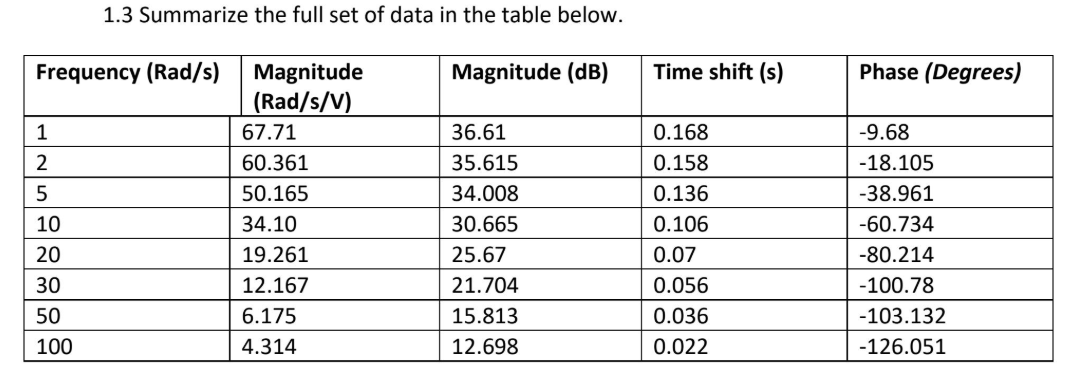 1.3 Summarize the full set of data in the table below.
Frequency (Rad/s) Magnitude (Rad/s/V) Magnitude (dB) Time shift (s) Phase (Degrees)
1 67.71 36.61 0.168 -9.68
2 60.361 35.615 0.158 -18.105
5 50.165 34.008 0.136 -38.961
10 34.10 30.665 0.106 -60.734
20 19.261 25.67 0.07 -80.214
30 12.167 21.704 0.056 -100.78
50 6.175 15.813 0.036 -103.132
100 4.314 12.698 0.022 -126.051